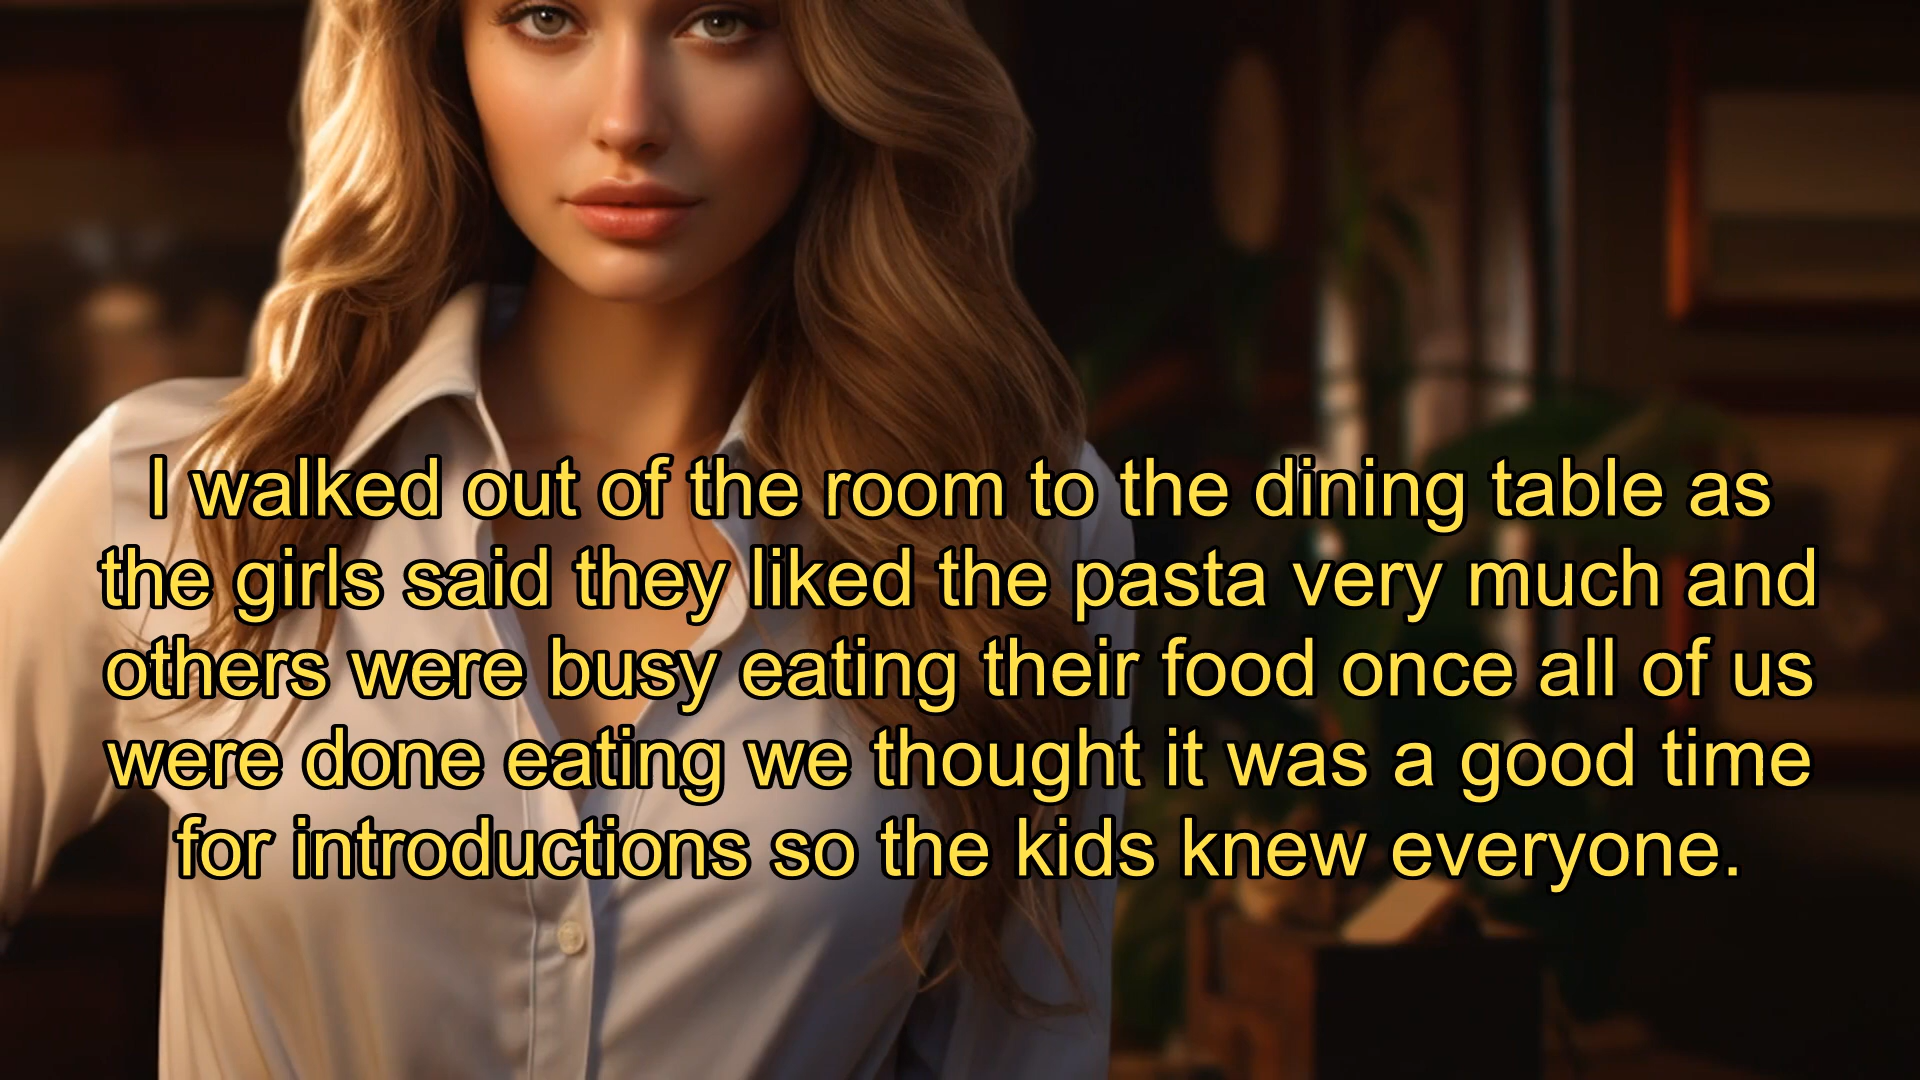 I walked out of the room to the dining table as
the girls said they liked the pasta very much and
others were busy eating their food once all of us
were done eating we thought it was a good time
for introductions so the kids knew everyone.